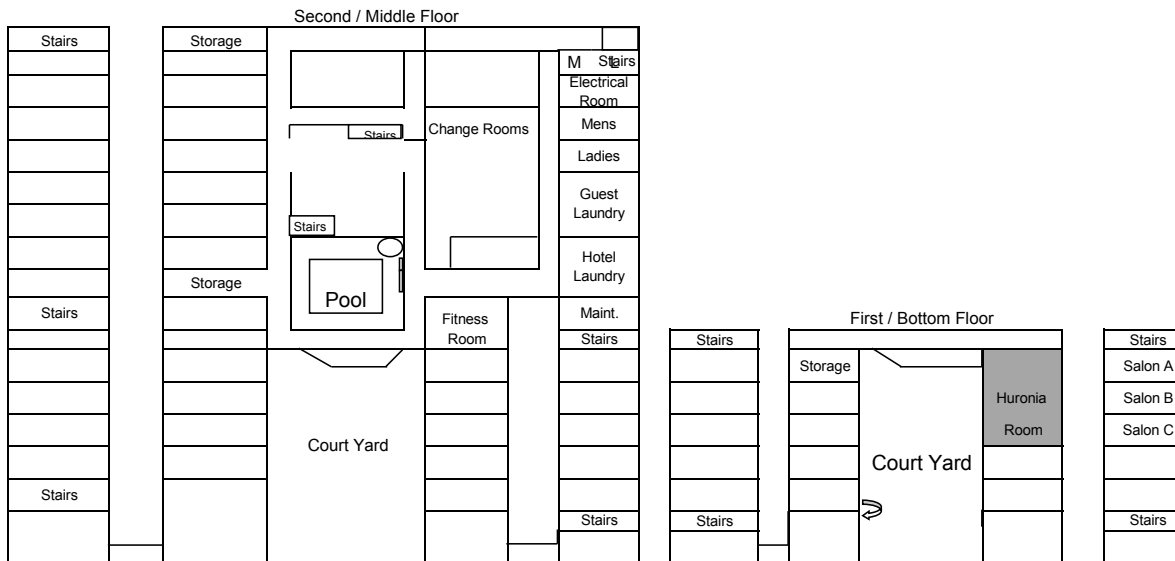 Second / Middle Floor
Stairs
Storage
M
L
Stairs
Electrical
Room
Stairs
Change Rooms
Mens
Ladies
Guest
Laundry
Stairs
Hotel
Laundry
Storage
Pool
Stairs
Fitness
Room
Maint.
Stairs
Court Yard
Stairs
Stairs
First / Bottom Floor
Stairs
Stairs
Storage
Salon A
Huronia
Room
Salon B
Salon C
Court Yard
Stairs
Stairs